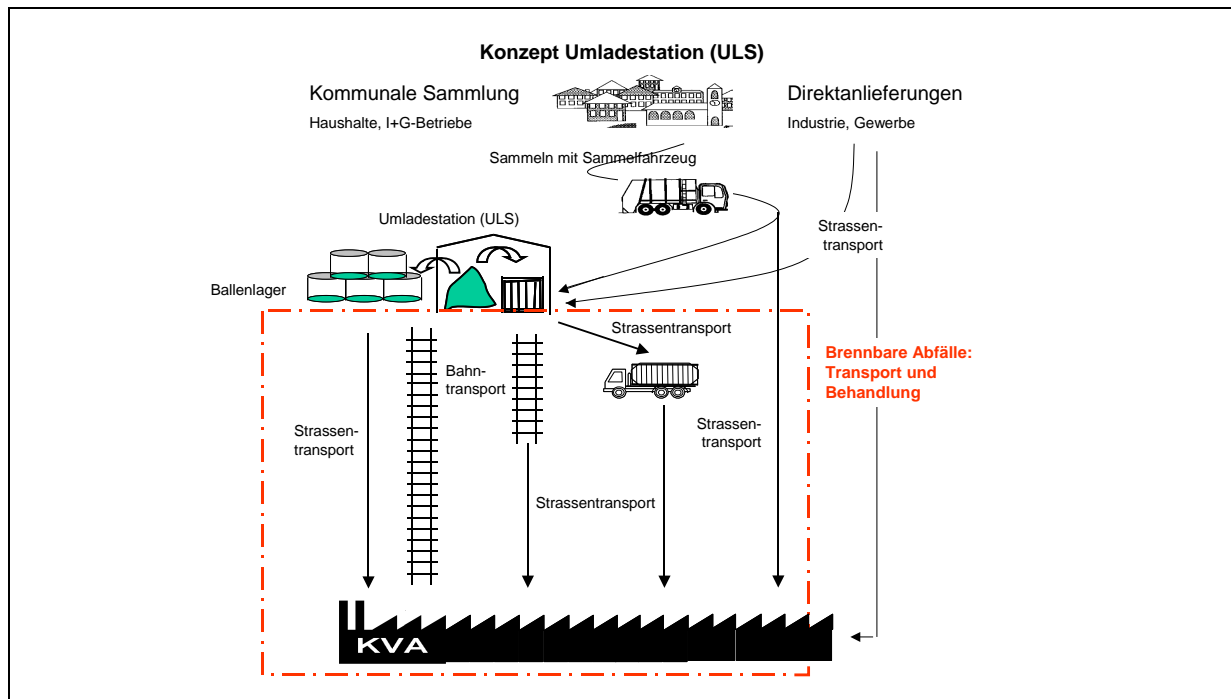 Konzept Umladestation (ULS)
Kommunale Sammlung
Haushalte, I+G-Betriebe
Direktanlieferungen
Industrie, Gewerbe
Sammeln mit Sammelfahrzeug
Umladestation (ULS)
Strassen-
transport
Ballenlager
Strassentransport
Brennbare Abfälle:
Transport und
Behandlung
Bahn-
transport
Strassen-
transport
Strassen-
transport
Strassentransport
KVA